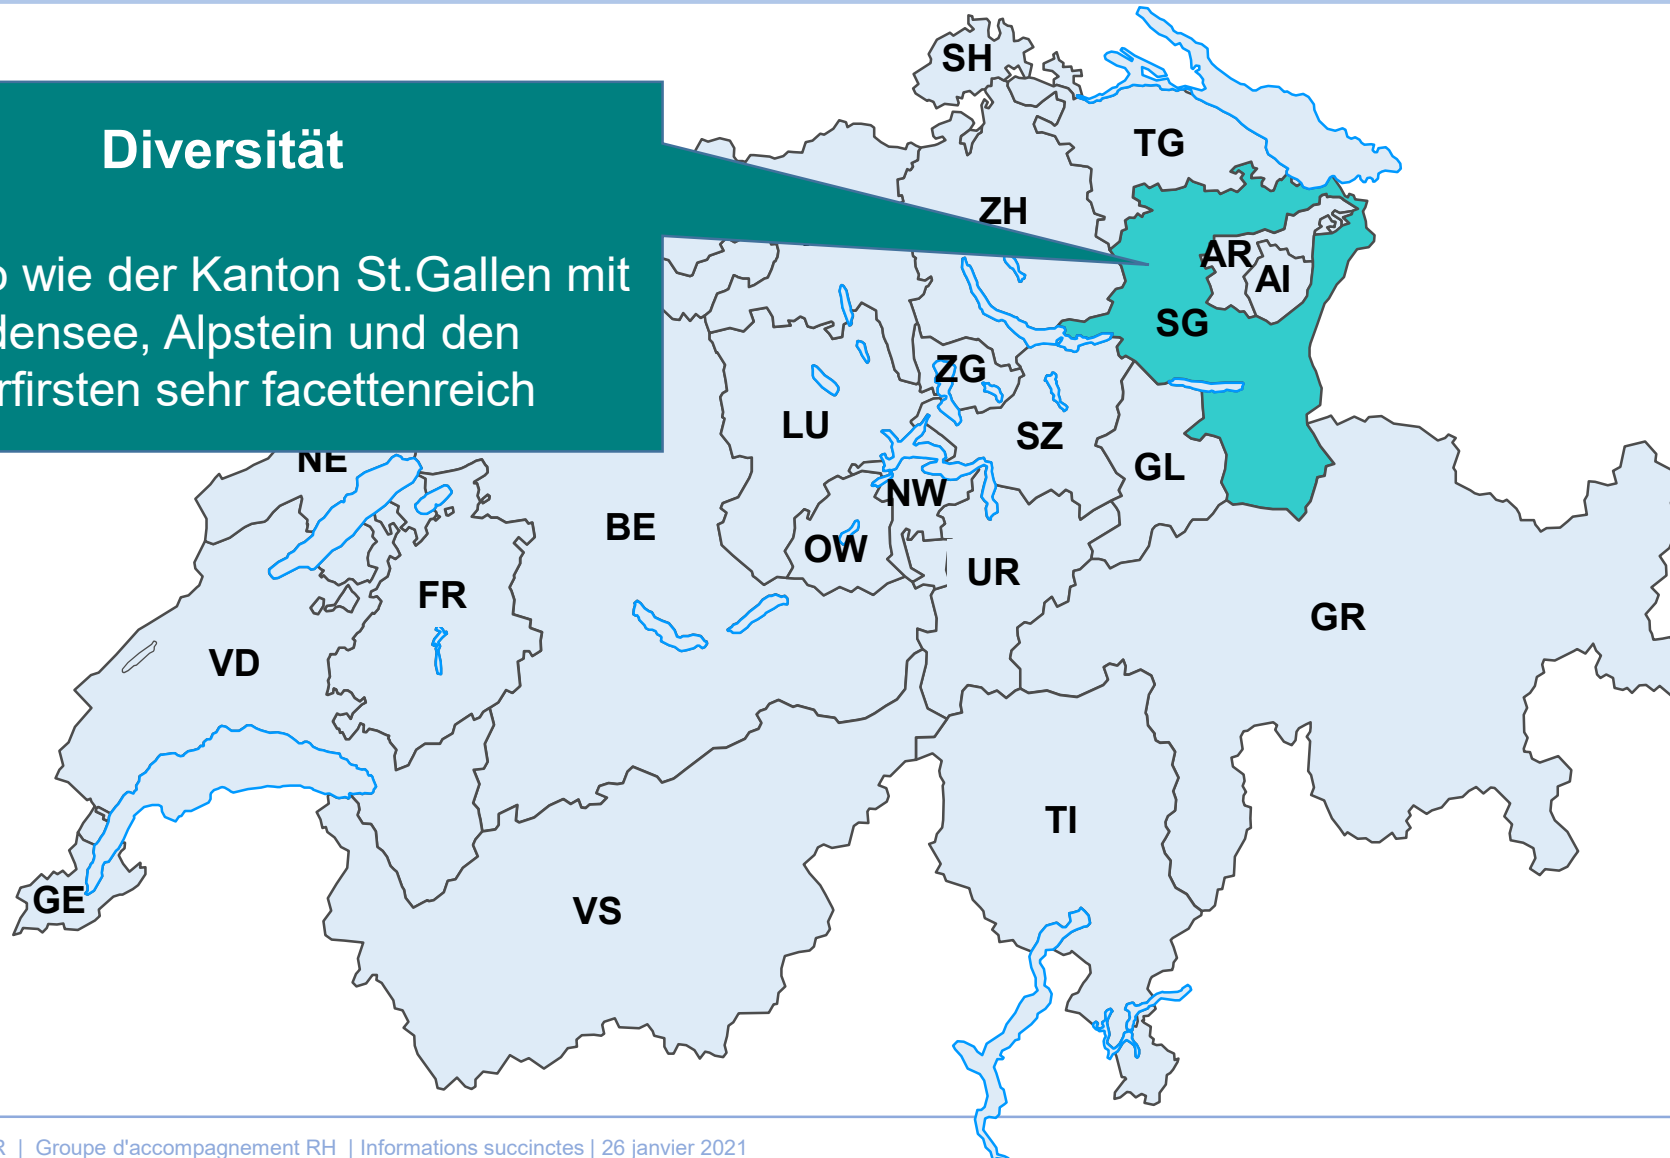 Diversität
wie der Kanton St.Gallen mit
densee, Alpstein und den
rfirsten sehr facettenreich
SH
TG
ZH
AR
AI
SG
ZG
LU
SZ
NE
GL
NW
BE
OW
UR
FR
GR
VD
TI
GE
VS
R | Groupe d'accompagnement RH | Informations succinctes | 26 janvier 2021